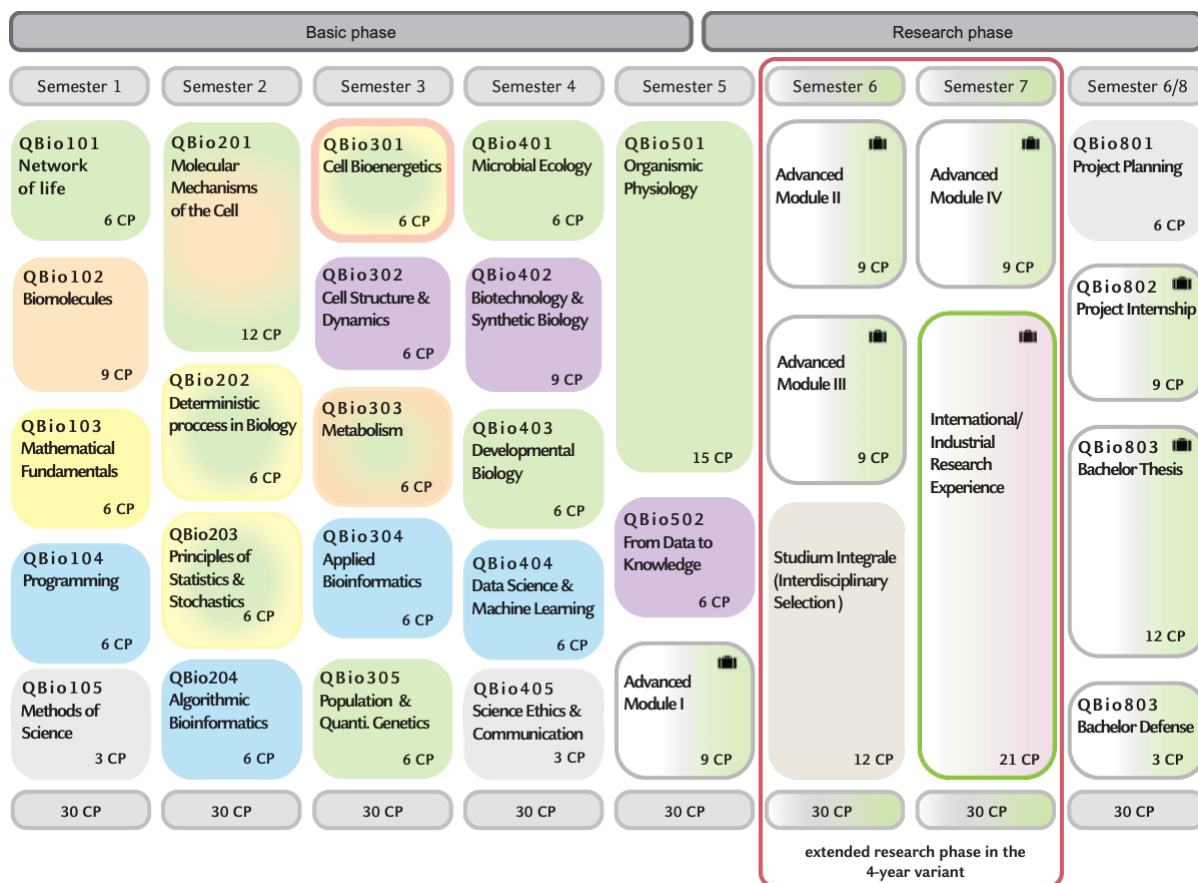 Basic phase
Research phase
Semester 1
Semester 2
Semester 3
Semester 4
Semester 5
Semester 6
Semester 7
Semester 6/8
QBio101
Network
of life
6 CP
QBio102
Biomolecules
9 CP
QBio103
Mathematical
Fundamentals
6 CP
QBio104
Programming
6 CP
QBio105
Methods of
Science
3 CP
30 CP
QBio201
Molecular
Mechanisms
of the Cell
12 CP
QBio202
Deterministic
proccess in Biology
6 CP
QBio203
Principles of
Statistics &
Stochastics
6 CP
QBio204
Algorithmic
Bioinformatics
6 CP
30 CP
QBio301
Cell Bioenergetics
6 CP
QBio302
Cell Structure &
Dynamics
6 CP
QBio303
Metabolism
6 CP
QBio304
Applied
Bioinformatics
6 CP
QBio305
Population &
Quanti. Genetics
6 CP
30 CP
QBio401
Microbial Ecology
6 CP
QBio402
Biotechnology &
Synthetic Biology
9 CP
QBio403
Developmental
Biology
6 CP
QBio404
Data Science &
Machine Learning
6 CP
QBio405
Science Ethics &
Communication
3 CP
30 CP
QBio501
Organismic
Physiology
15 CP
QBio502
From Data to
Knowledge
6 CP
Advanced
Module I
9 CP
30 CP
Advanced
Module II
9 CP
Advanced
Module III
9 CP
Studium Integrale
(Interdisciplinary
Selection )
12 CP
30 CP
Advanced
Module IV
9 CP
International/
Industrial
Research
Experience
21 CP
30 CP
extended research phase in the
4-year variant
QBio801
Project Planning
6 CP
QBio802
Project Internship
9 CP
QBio803
Bachelor Thesis
12 CP
QBio803
Bachelor Defense
3 CP
30 CP